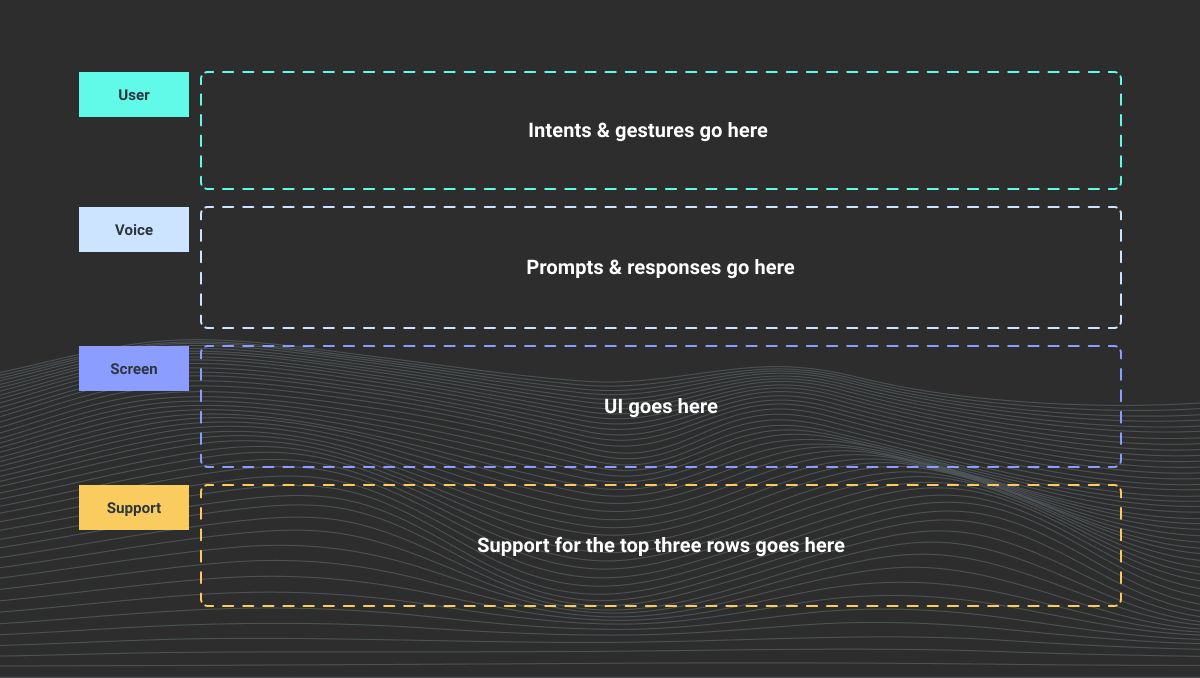 User
Intents & gestures go here
Voice
Prompts & responses go here
Screen
UI goes here
Support
Support for the top three rows goes here